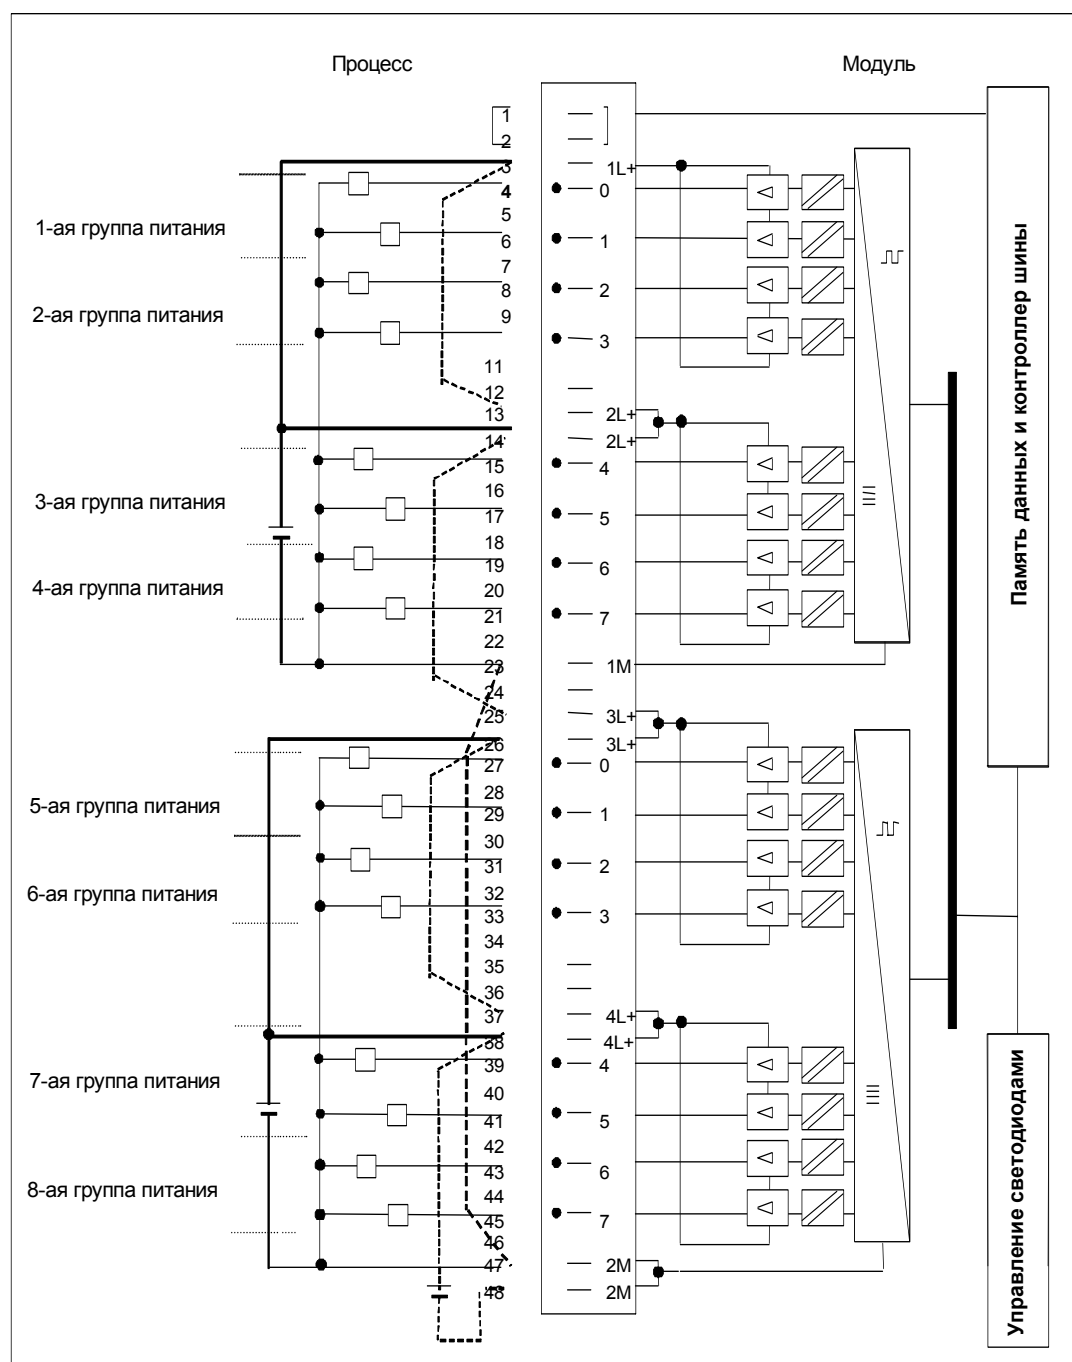 Процесс
Модуль
1
2
3
4
5
6
7
8
9
11
12
13
14
15
16
17
18
19
20
21
22
23
24
25
26
27
28
29
30
31
32
33
34
35
36
37
38
39
40
41
42
43
44
45
46
47
48
1-ая группа питания
2-ая группа питания
3-ая группа питания
4-ая группа питания
5-ая группа питания
6-ая группа питания
7-ая группа питания
8-ая группа питания
1L+
0
1
2
3
2L+
2L+
4
5
6
7
1M
3L+
3L+
0
1
2
3
4L+
4L+
4
5
6
7
2M
2M
Память данных и контроллер шины
Управление светодиодами